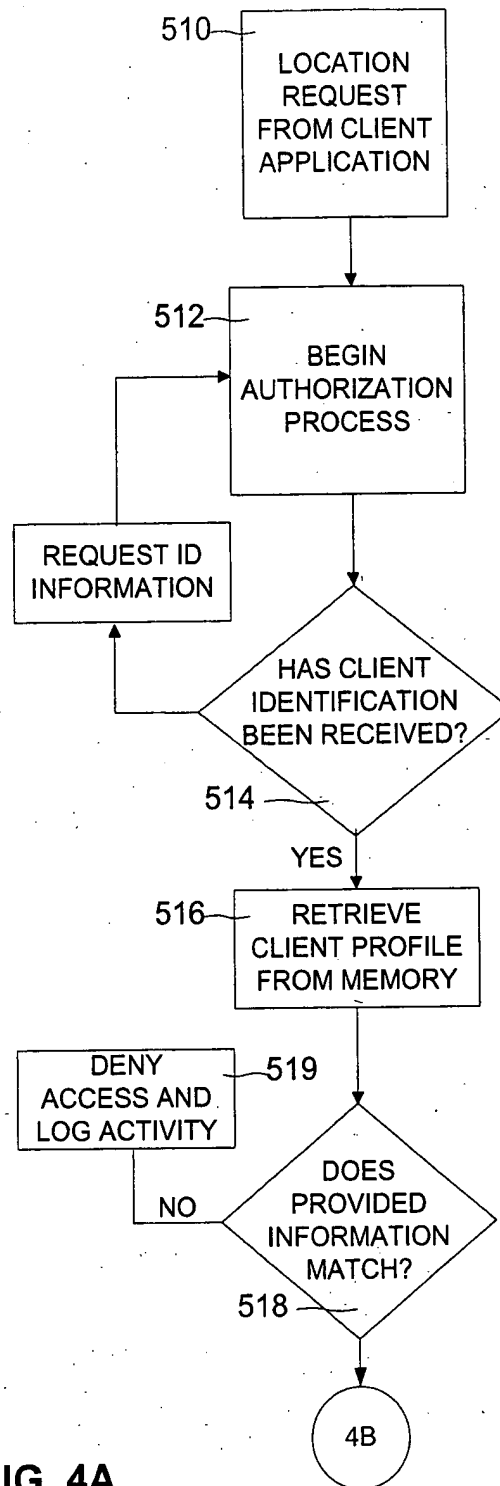 510
LOCATION
REQUEST
FROM CLIENT
APPLICATION
512
BEGIN
AUTHORIZATION
PROCESS
REQUEST ID
INFORMATION
HAS CLIENT
IDENTIFICATION
BEEN RECEIVED?
514
YES
516
RETRIEVE
CLIENT PROFILE
FROM MEMORY
DENY
ACCESS AND
LOG ACTIVITY
519
DOES
PROVIDED
INFORMATION
MATCH?
NO
518
4B
IG. 4A